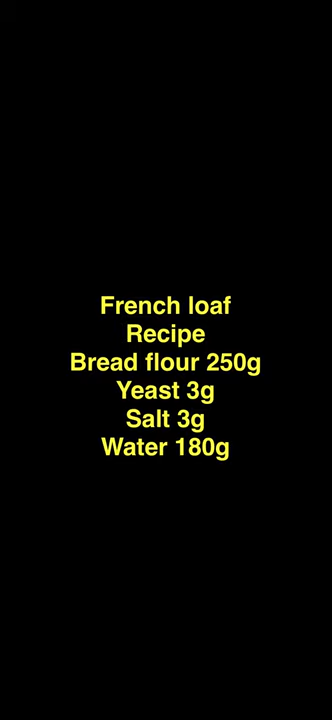 French loaf
Recipe
Bread flour 250g
Yeast 3g
Salt 3g
Water 180g